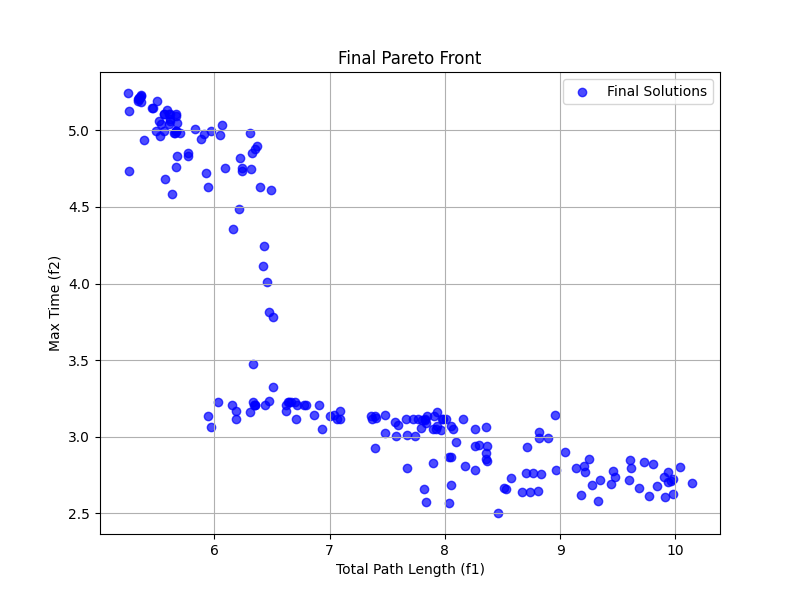 Final Pareto Front
Final Solutions
Max Time (f2)
5.0
4.5
4.0
3.5
3.0
2.5
6 7 8 9 10
Total Path Length (f1)